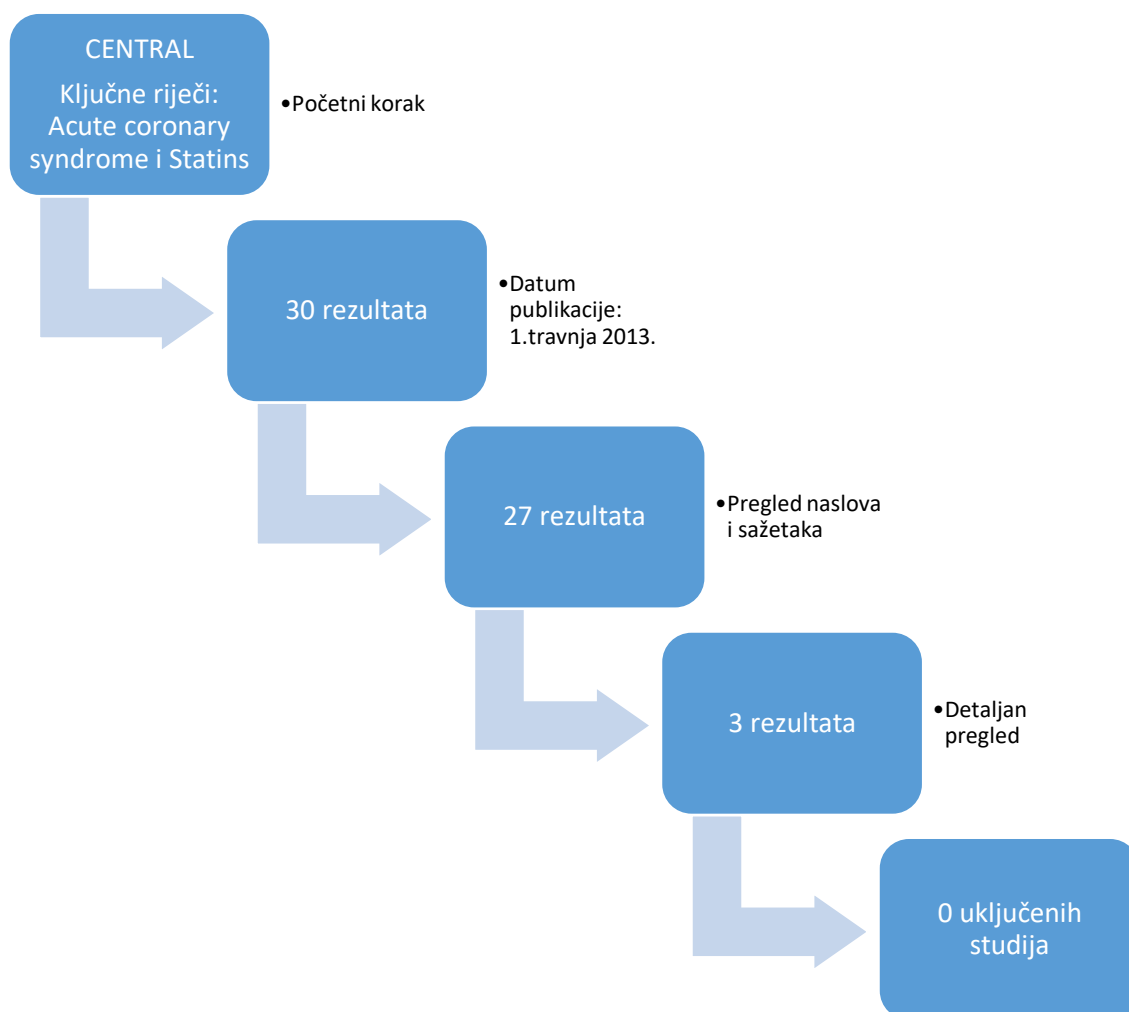 CENTRAL
Ključne riječi:
Acute coronary
syndrome i Statins
•Početni korak
30 rezultata
•Datum
publikacije:
1.travnja 2013.
27 rezultata
•Pregled naslova
i sažetaka
3 rezultata
•Detaljan
pregled
0 uključenih
studija